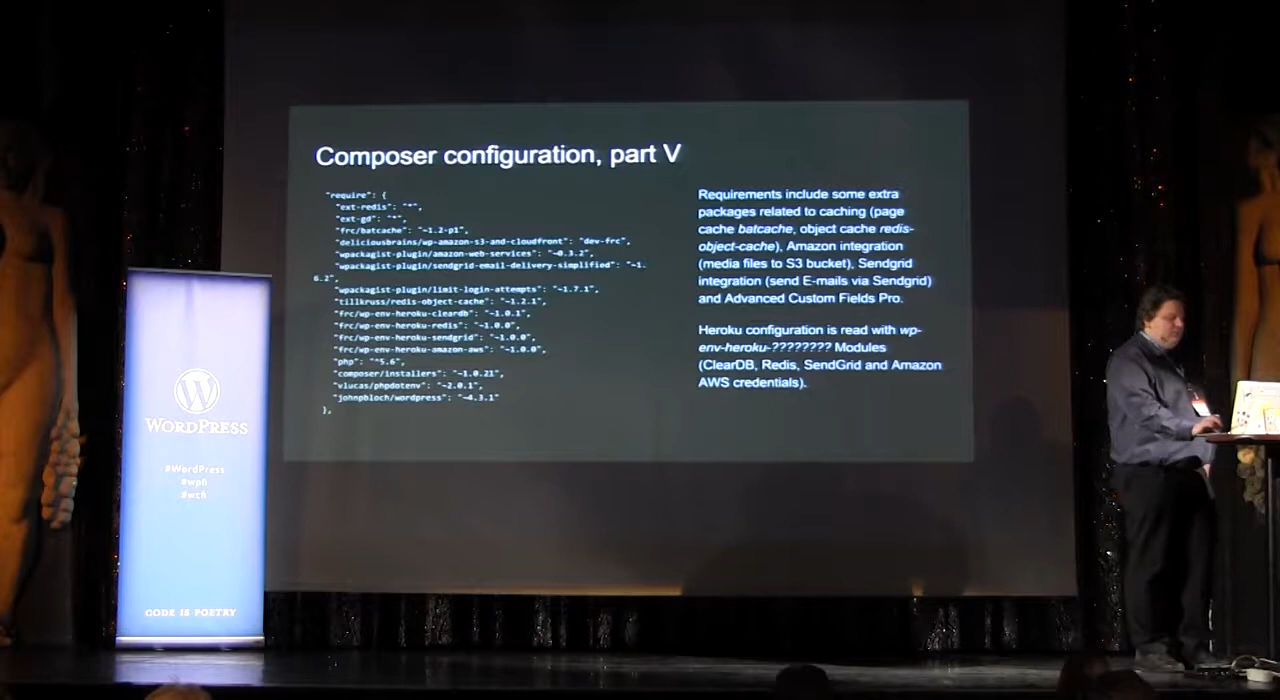 Composer configuration, part V
"require": {
"ext-redis": "*",
"ext-gd": "*",
"frc/batcache": "~1.2-p1",
"deliciousbrains/wp-amazon-s3-and-cloudfront": "dev-frc",
"wpackagist-plugin/amazon-web-services": "~0.3.2",
"wpackagist-plugin/sendgrid-email-delivery-simplified": "~1.
6.2",
"wpackagist-plugin/limit-login-attempts": "~1.7.1",
"tillkruss/redis-object-cache": "~1.2.1",
"frc/wp-env-heroku-cleardb": "~1.0.1",
"frc/wp-env-heroku-redis": "~1.0.0",
"frc/wp-env-heroku-sendgrid": "~1.0.0",
"frc/wp-env-heroku-amazon-aws": "~1.0.0",
"php": "^5.6",
"composer/installers": "~1.0.21",
"vlucas/phpdotenv": "~2.0.1",
"johnpbloch/wordpress": "~4.3.1"
},
Requirements include some extra
packages related to caching (page
cache batcache, object cache redis-
object-cache), Amazon integration
(media files to S3 bucket), Sendgrid
integration (send E-mails via Sendgrid)
and Advanced Custom Fields Pro.
Heroku configuration is read with wp-
env-heroku-???????? Modules
(ClearDB, Redis, SendGrid and Amazon
AWS credentials).
WORDPRESS
#WordPress
#wpfi
#wcfi
CODE IS POETRY